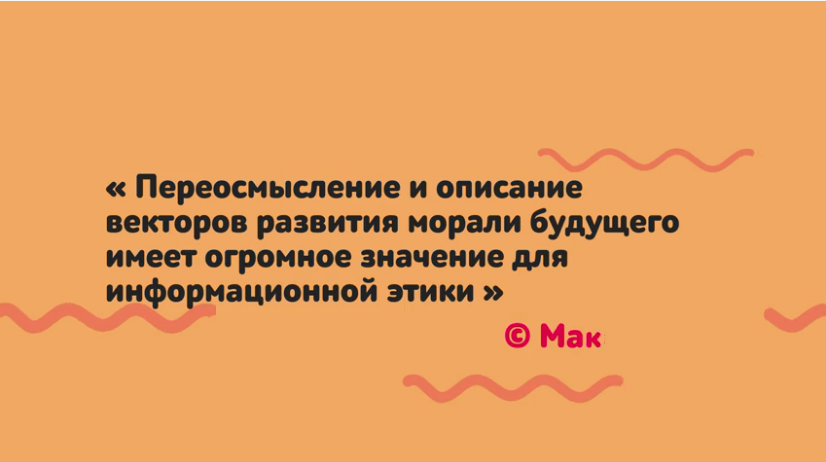 « Переосмысление и описание
векторов развития морали будущего
имеет огромное значение для
информационной этики »
© Мак